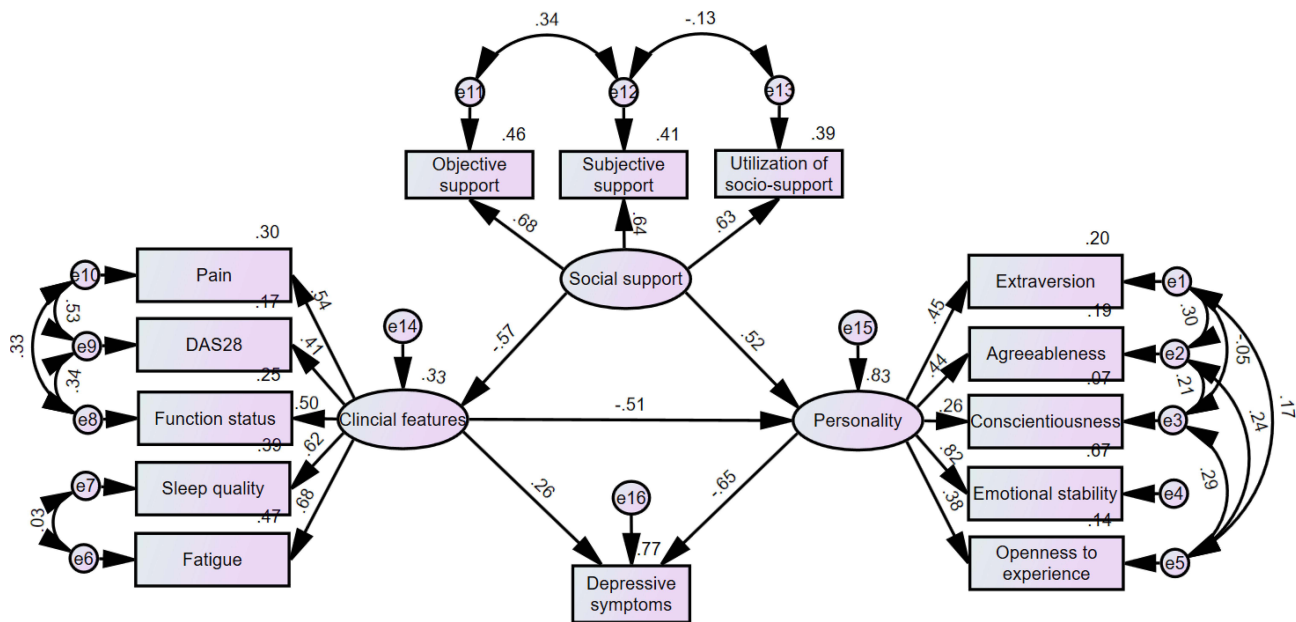 .34
-.13
e11
e12
e13
.46
.41
.39
Objective
support
Subjective
support
Utilization of
socio-support
.68
.64
.63
Social support
-.57
.52
.30
Pain
e10
.54
.17
.53
DAS28
e9
.41
.33
.34
.25
Function status
e8
.50
.39
Sleep quality
e7
.62
.03
.47
Fatigue
e6
.68
e14
.33
Clincial features
-.51
e15
.83
Personality
.26
-.65
e16
.77
Depressive
symptoms
.20
Extraversion
e1
.45
.19
.30
-.05
Agreeableness
e2
.44
.07
.21
.17
Conscientiousness
e3
.26
.24
.67
.29
Emotional stability
e4
.82
.14
.38
Openness to
experience
e5